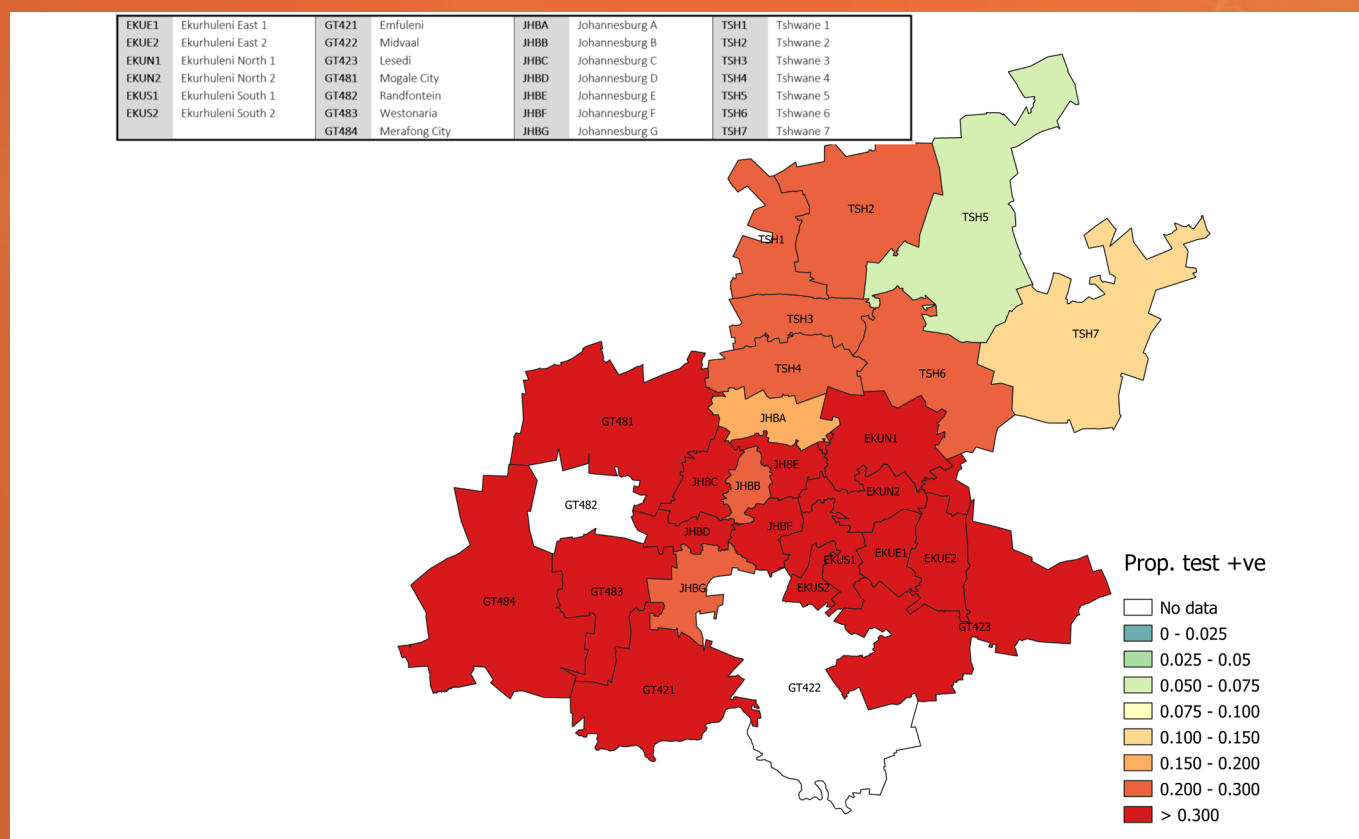 EKUE1 Ekurhuleni East 1 GT421 Emfuleni JHBA Johannesburg A TSH1 Tshwane 1
EKUE2 Ekurhuleni East 2 GT422 Midvaal JHBB Johannesburg B TSH2 Tshwane 2
EKUN1 Ekurhuleni North 1 GT423 Lesedi JHBC Johannesburg C TSH3 Tshwane 3
EKUN2 Ekurhuleni North 2 GT481 Mogale City JHBD Johannesburg D TSH4 Tshwane 4
EKUS1 Ekurhuleni South 1 GT482 Randfontein JHBE Johannesburg E TSH5 Tshwane 5
EKUS2 Ekurhuleni South 2 GT483 Westonaria JHBF Johannesburg F TSH6 Tshwane 6
GT484 Merafong City JHBG Johannesburg G TSH7 Tshwane 7
TSH2
TSH5
TSH1
TSH3
TSH7
TSH4
TSH6
JHBA
GT481
EKUN1
JHBE
JHBC
JHBB
EKUN2
GT482
JHBF
JHBD
EKUE1
EKUE2
EKUS1
EKUS2
JHBG
GT483
GT484
GT423
GT422
GT421
Prop. test +ve
No data
0 - 0.025
0.025 - 0.05
0.050 - 0.075
0.075 - 0.100
0.100 - 0.150
0.150 - 0.200
0.200 - 0.300
> 0.300